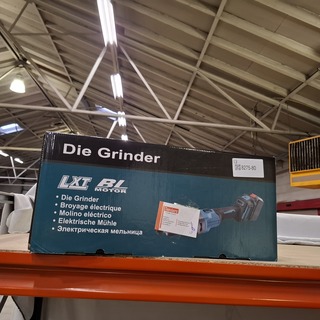 Die Grinder
LXT BL
MOTOR
• Die Grinder
• Broyage électrique
• Molino eléctrico
• Elektrische Mühle
• Электрическая мельница